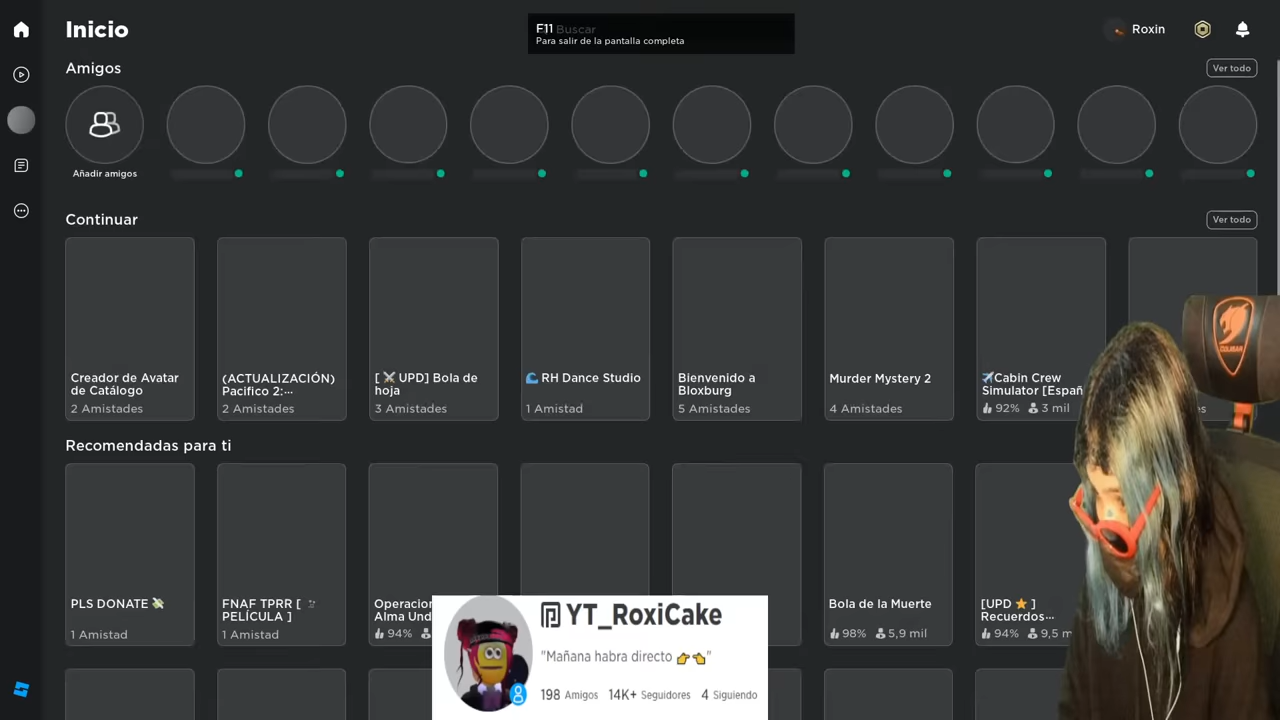 Inicio
F11 Buscar
Para salir de la pantalla completa
Roxin
Amigos
Ver todo
Añadir amigos
Continuar
Ver todo
Creador de Avatar
de Catálogo
2 Amistades
(ACTUALIZACIÓN)
Pacifico 2:...
2 Amistades
[ ⚔️ UPD] Bola de
hoja
3 Amistades
🌊 RH Dance Studio
1 Amistad
Bienvenido a
Bloxburg
5 Amistades
Murder Mystery 2
4 Amistades
✈️Cabin Crew
Simulator [Españ
92% 3 mil
Recomendadas para ti
PLS DONATE 💸
1 Amistad
FNAF TPRR [ 🎥
PELÍCULA ]
1 Amistad
Operacion
Alma Und
94%
Bola de la Muerte
98% 5,9 mil
[UPD ⭐ ]
Recuerdos...
94% 9,5 m
YT_RoxiCake
"Mañana habra directo 👉👈"
198 Amigos 14K+ Seguidores 4 Siguiendo
COUGAR